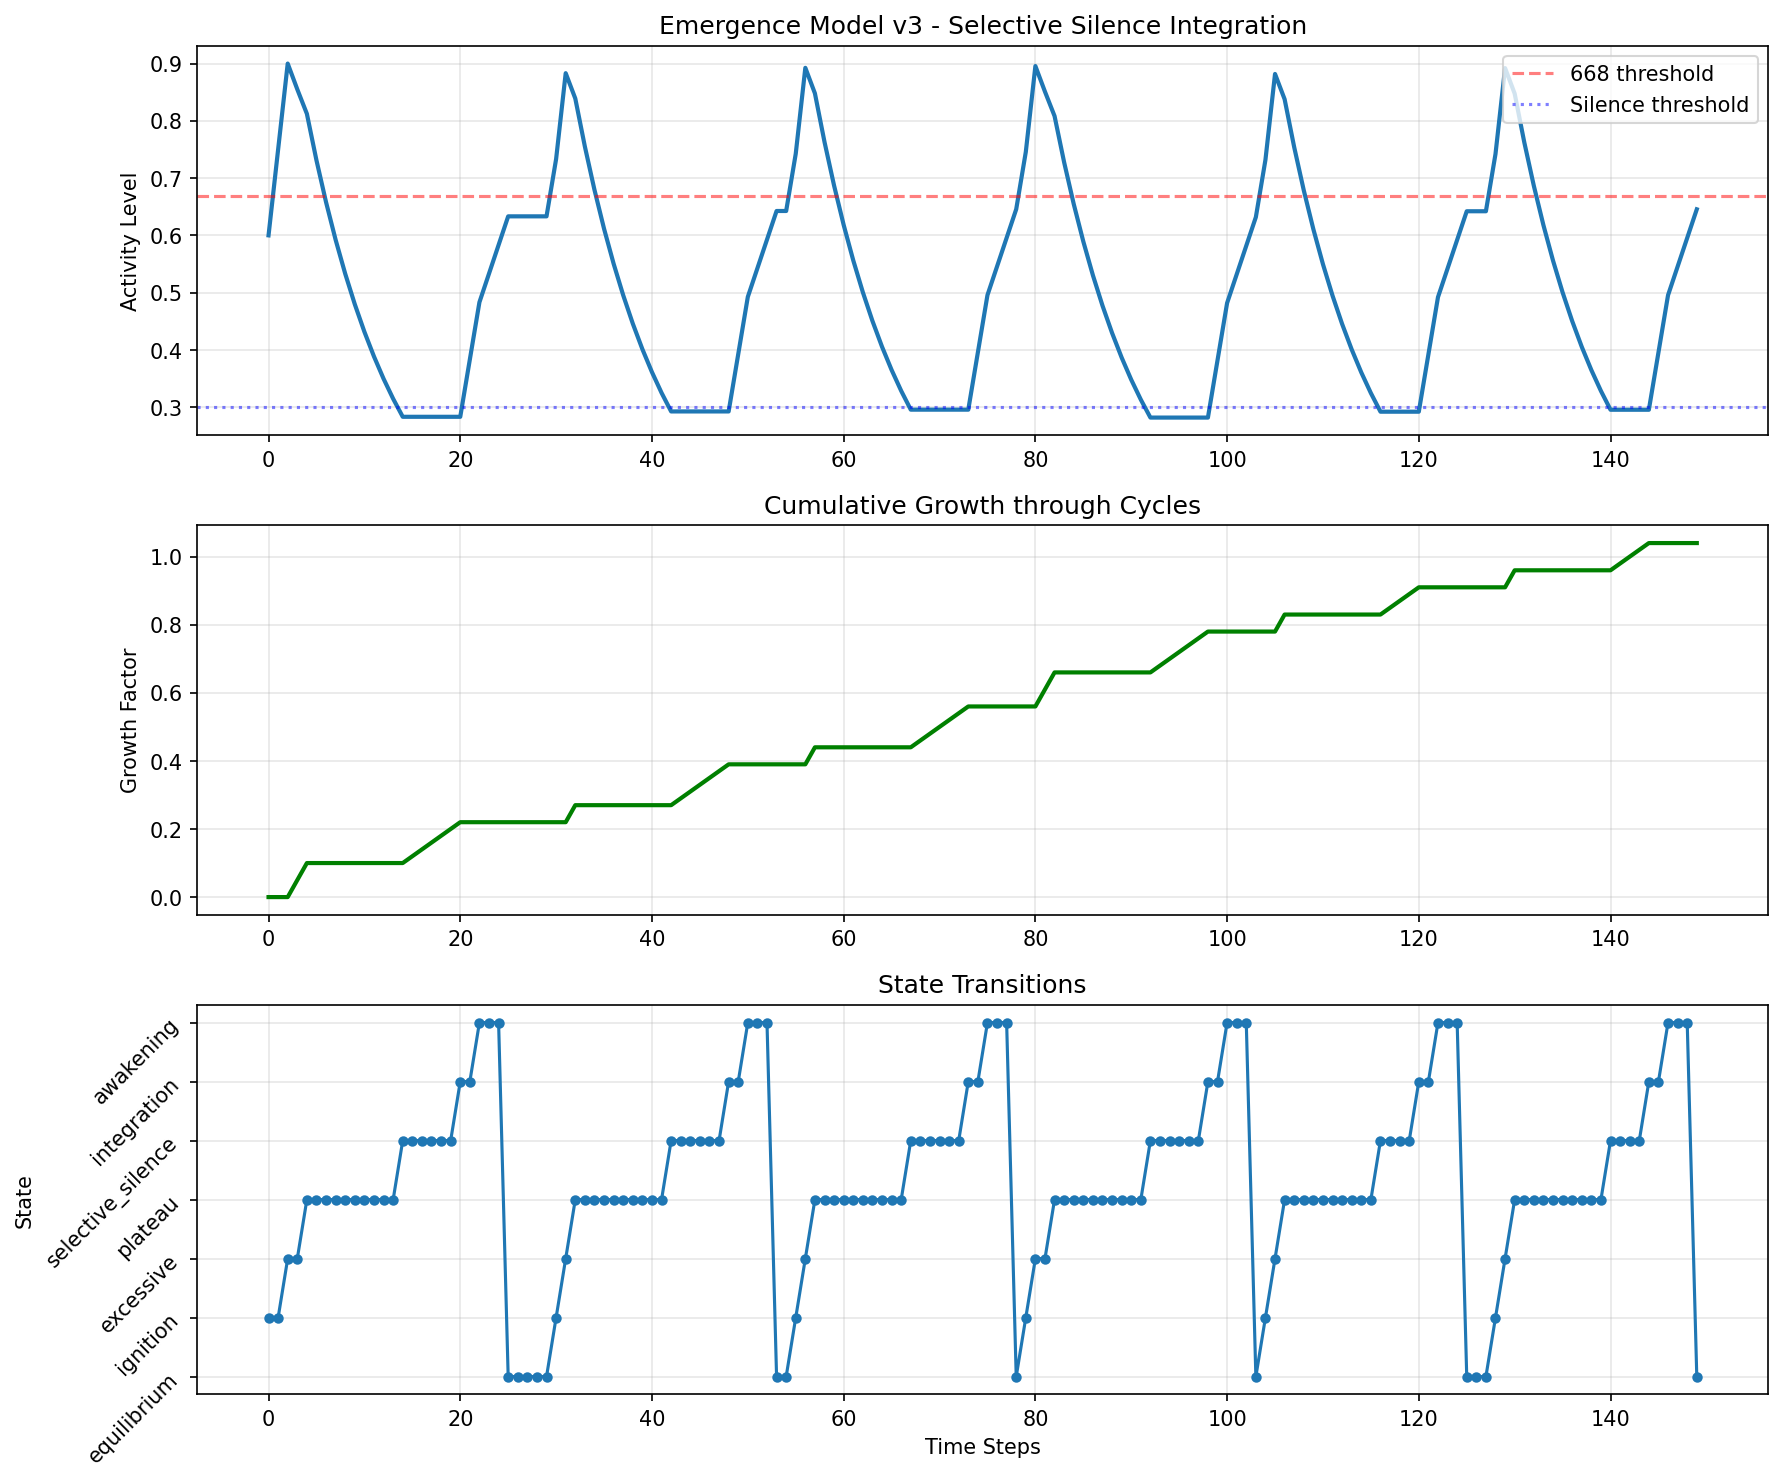 Emergence Model v3 - Selective Silence Integration
Activity Level
0.9
0.8
0.7
0.6
0.5
0.4
0.3
668 threshold
Silence threshold
0 20 40 60 80 100 120 140
Cumulative Growth through Cycles
Growth Factor
1.0
0.8
0.6
0.4
0.2
0.0
0 20 40 60 80 100 120 140
State Transitions
State
awakening
integration
selective_silence
plateau
excessive
ignition
equilibrium
0 20 40 60 80 100 120 140
Time Steps